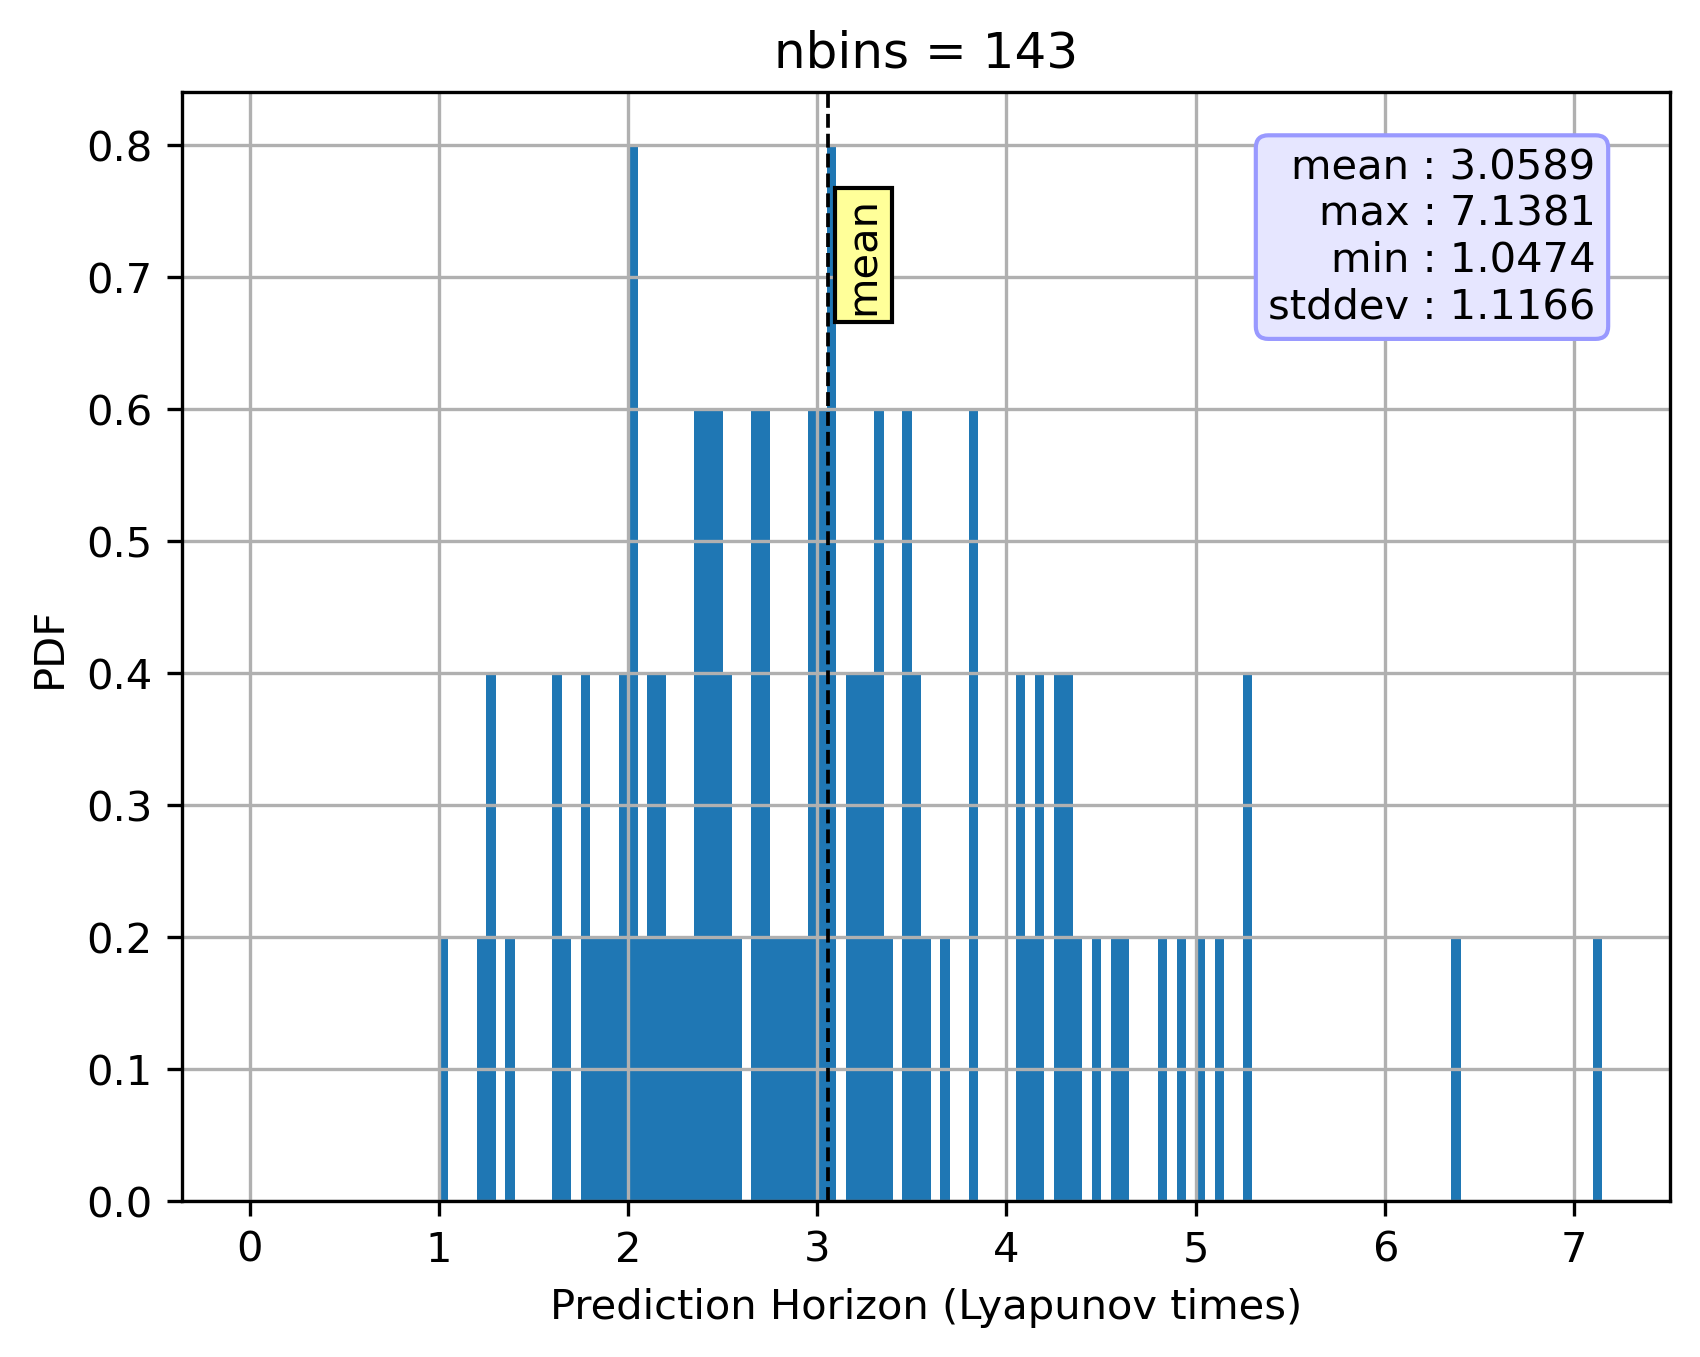 nbins = 143
mean : 3.0589
max : 7.1381
min : 1.0474
stddev : 1.1166
mean
PDF
0.8
0.7
0.6
0.5
0.4
0.3
0.2
0.1
0.0
0 1 2 3 4 5 6 7
Prediction Horizon (Lyapunov times)